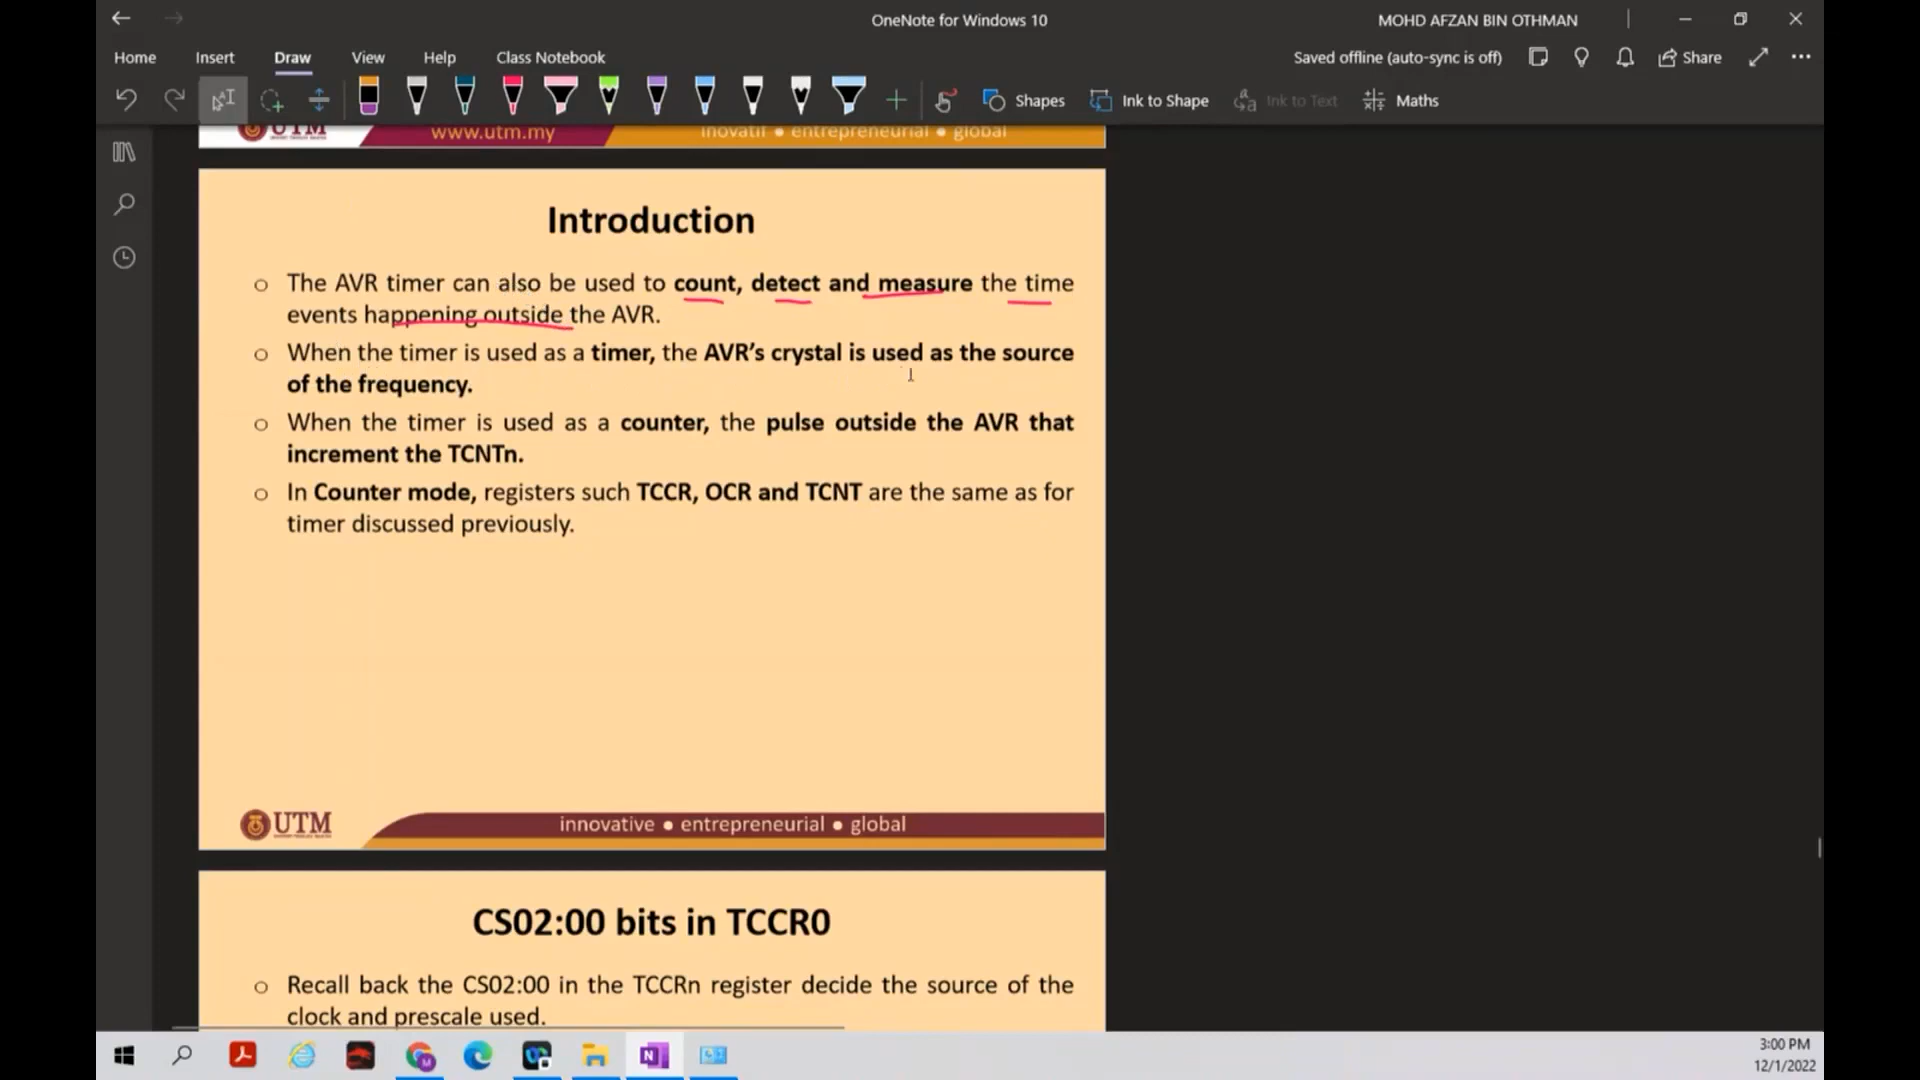 OneNote for Windows 10
MOHD AFZAN BIN OTHMAN
Home Insert Draw View Help Class Notebook
Saved offline (auto-sync is off) Share
Shapes Ink to Shape Ink to Text Maths
UTM www.utm.my inovatif ● entrepreneurial ● global
Introduction
o The AVR timer can also be used to count, detect and measure the time
events happening outside the AVR.
o When the timer is used as a timer, the AVR's crystal is used as the source
of the frequency.
o When the timer is used as a counter, the pulse outside the AVR that
increment the TCNTn.
o In Counter mode, registers such TCCR, OCR and TCNT are the same as for
timer discussed previously.
UTM
innovative ● entrepreneurial ● global
CS02:00 bits in TCCR0
o Recall back the CS02:00 in the TCCRn register decide the source of the
clock and prescale used.
3:00 PM
12/1/2022